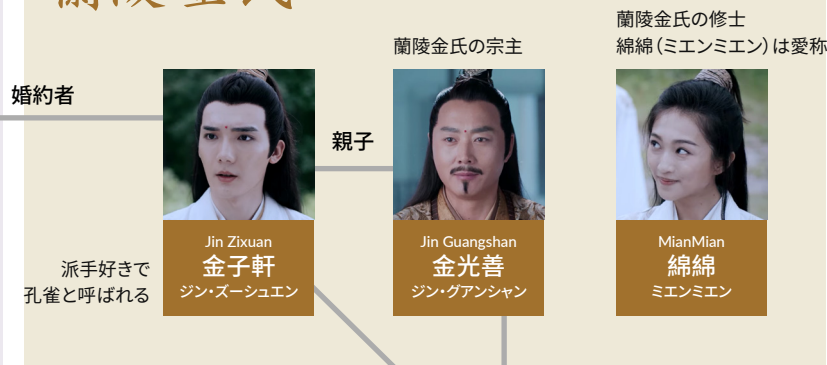 蘭陵金氏
蘭陵金氏の宗主
蘭陵金氏の修士
綿綿（ミエンミエン）は愛称
婚約者
親子
派手好きで
孔雀と呼ばれる
Jin Zixuan
金子軒
ジン・ズーシュエン
Jin Guangshan
金光善
ジン・グアンシャン
MianMian
綿綿
ミエンミエン